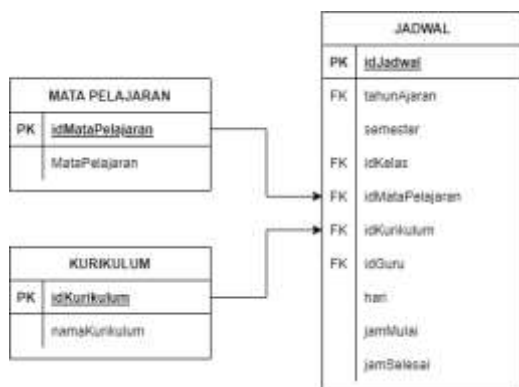 MATA PELAJARAN
PK idMataPelajaran
MataPelajaran
KURIKULUM
PK idKurikulum
namaKurikulum
JADWAL
PK idJadwal
FK tahunAjaran
semester
FK idKelas
FK idMataPelajaran
FK idKurikulum
FK idGuru
hari
jamMulai
jamSelesai